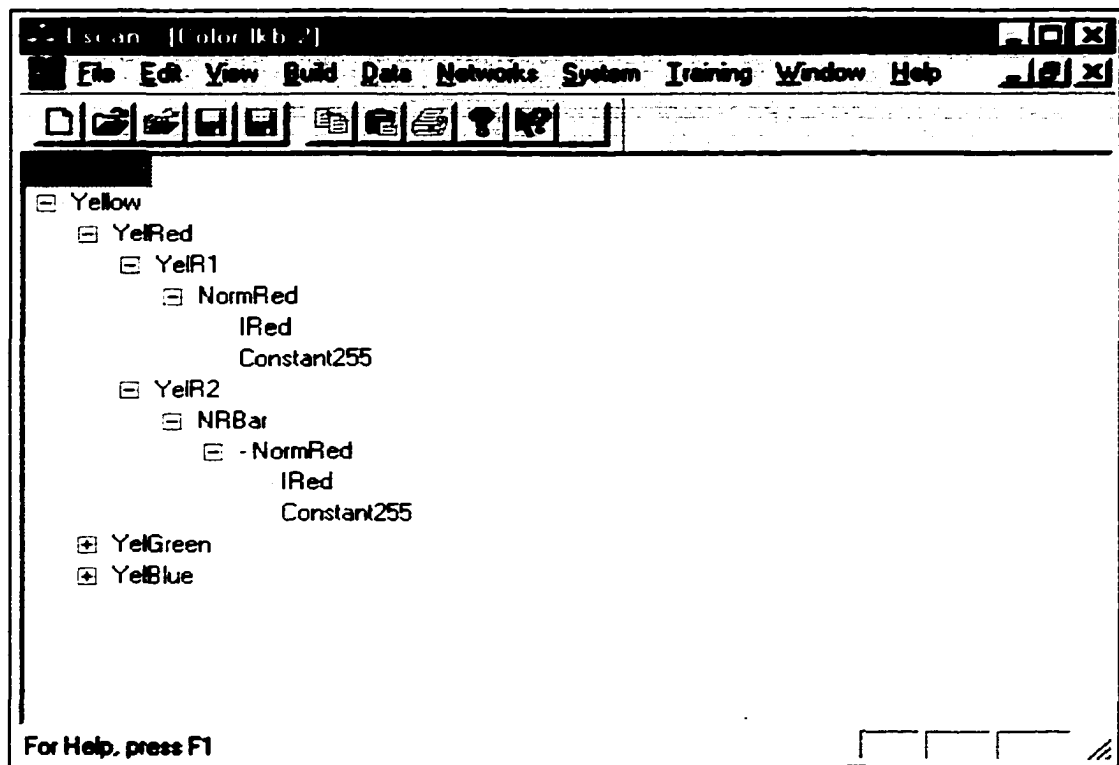 Escan - [Color.lkb:2]
File Edit View Build Data Networks System Training Window Help
Yellow
YelRed
YelR1
NormRed
IRed
Constant255
YelR2
NRBar
- NormRed
IRed
Constant255
YelGreen
YelBlue
For Help, press F1